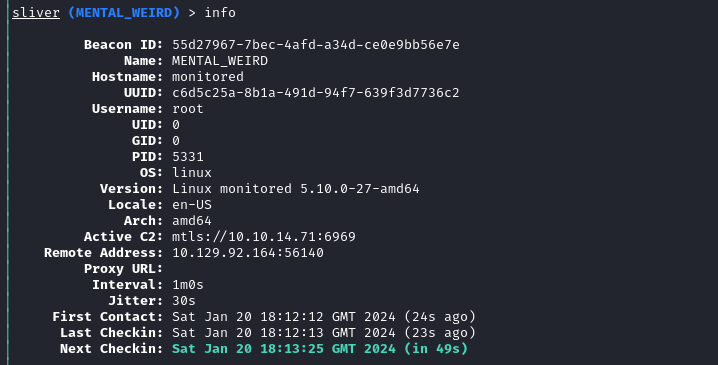 sliver (MENTAL_WEIRD) > info
Beacon ID: 55d27967-7bec-4afd-a34d-ce0e9bb56e7e
Name: MENTAL_WEIRD
Hostname: monitored
UUID: c6d5c25a-8b1a-491d-94f7-639f3d7736c2
Username: root
UID: 0
GID: 0
PID: 5331
OS: linux
Version: Linux monitored 5.10.0-27-amd64
Locale: en-US
Arch: amd64
Active C2: mtls://10.10.14.71:6969
Remote Address: 10.129.92.164:56140
Proxy URL:
Interval: 1m0s
Jitter: 30s
First Contact: Sat Jan 20 18:12:12 GMT 2024 (24s ago)
Last Checkin: Sat Jan 20 18:12:13 GMT 2024 (23s ago)
Next Checkin: Sat Jan 20 18:13:25 GMT 2024 (in 49s)